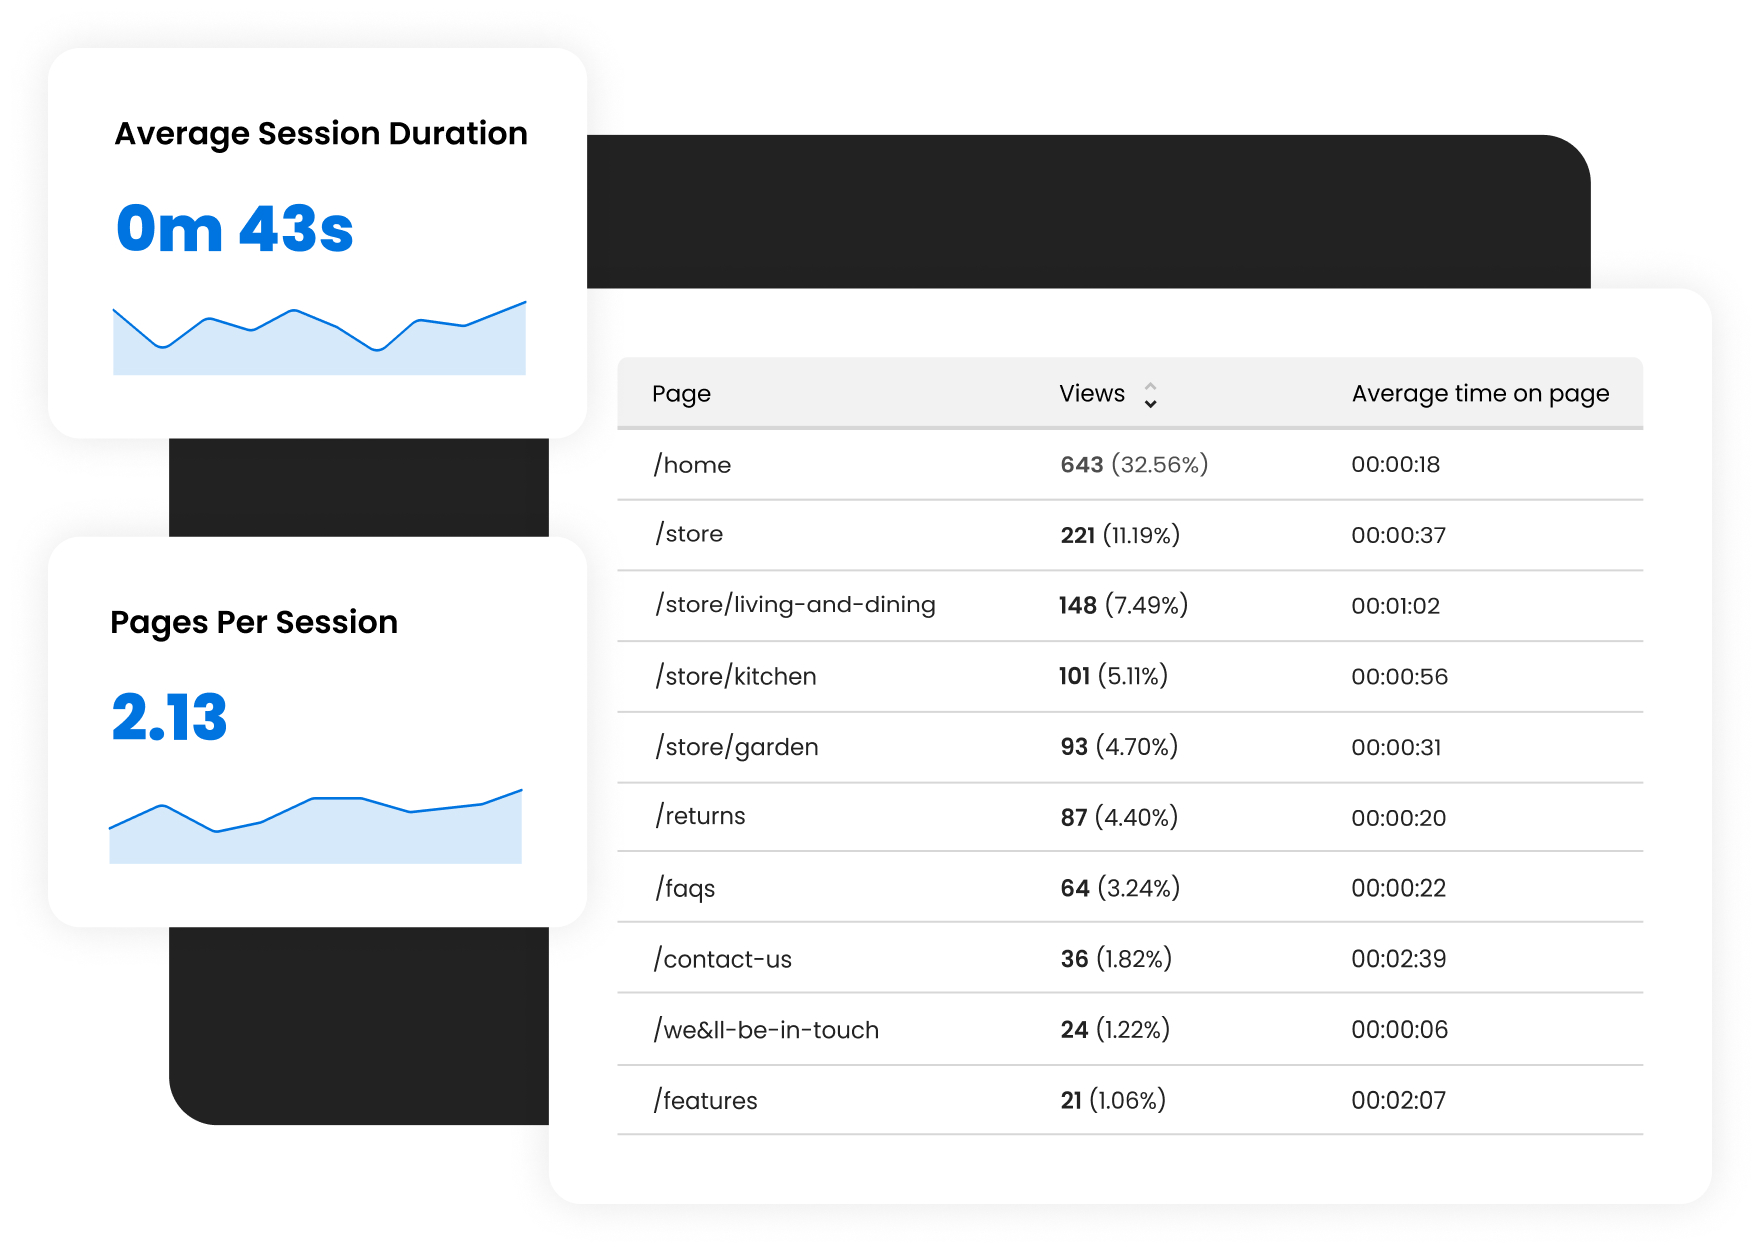 Average Session Duration
0m 43s
Pages Per Session
2.13
Page Views Average time on page
/home 643 (32.56%) 00:00:18
/store 221 (11.19%) 00:00:37
/store/living-and-dining 148 (7.49%) 00:01:02
/store/kitchen 101 (5.11%) 00:00:56
/store/garden 93 (4.70%) 00:00:31
/returns 87 (4.40%) 00:00:20
/faqs 64 (3.24%) 00:00:22
/contact-us 36 (1.82%) 00:02:39
/we&ll-be-in-touch 24 (1.22%) 00:00:06
/features 21 (1.06%) 00:02:07